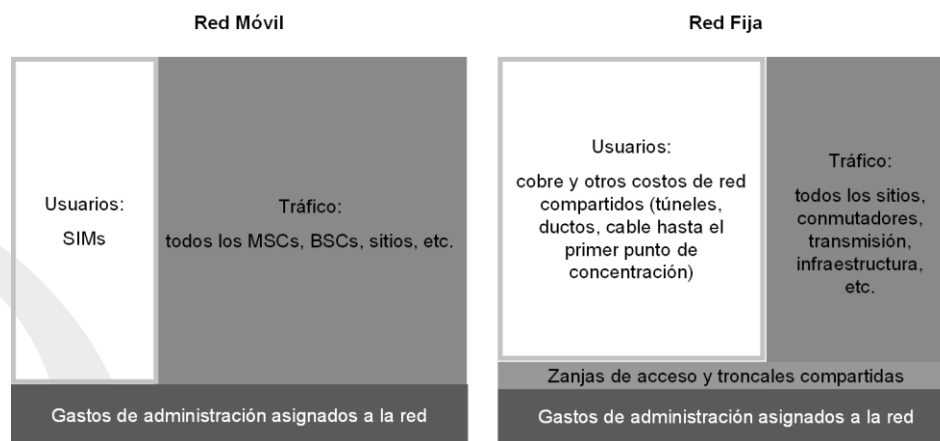 Red Móvil
Usuarios:
SIMs
Tráfico:
todos los MSCs, BSCs, sitios, etc.
Gastos de administración asignados a la red
Red Fija
Usuarios:
cobre y otros costos de red
compartidos (túneles,
ductos, cable hasta el
primer punto de
concentración)
Tráfico:
todos los sitios,
conmutadores,
transmisión,
infraestructura,
etc.
Zanjas de acceso y troncales compartidas
Gastos de administración asignados a la red